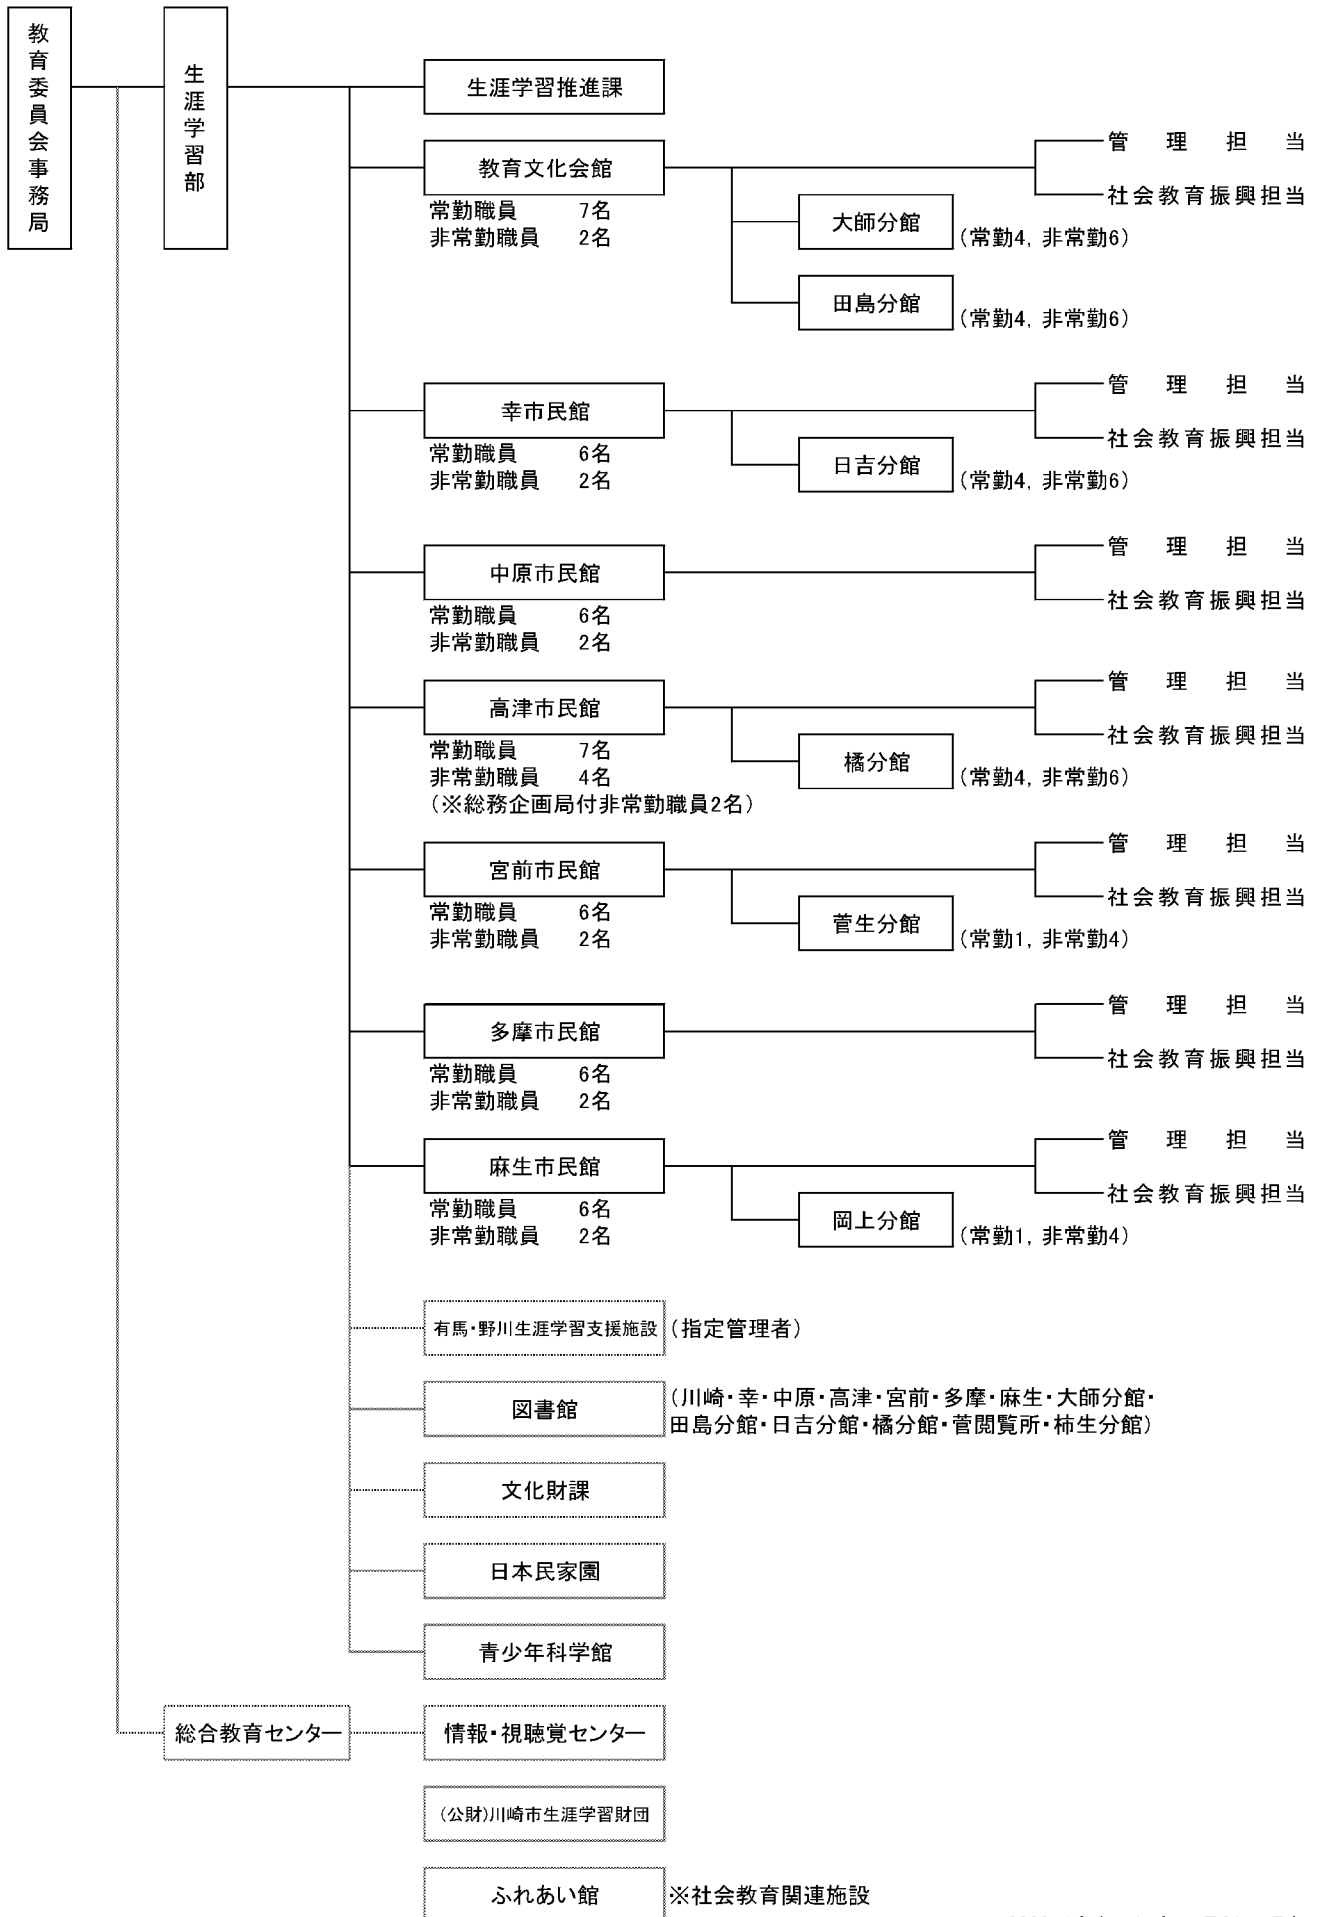 教育委員会事務局
生涯学習部
生涯学習推進課
教育文化会館
常勤職員 7名
非常勤職員 2名
管理担当
社会教育振興担当
大師分館 (常勤4, 非常勤6)
田島分館 (常勤4, 非常勤6)
幸市民館
常勤職員 6名
非常勤職員 2名
管理担当
社会教育振興担当
日吉分館 (常勤4, 非常勤6)
中原市民館
常勤職員 6名
非常勤職員 2名
管理担当
社会教育振興担当
高津市民館
常勤職員 7名
非常勤職員 4名
(※総務企画局付非常勤職員2名)
管理担当
社会教育振興担当
橘分館 (常勤4, 非常勤6)
宮前市民館
常勤職員 6名
非常勤職員 2名
管理担当
社会教育振興担当
菅生分館 (常勤1, 非常勤4)
多摩市民館
常勤職員 6名
非常勤職員 2名
管理担当
社会教育振興担当
麻生市民館
常勤職員 6名
非常勤職員 2名
管理担当
社会教育振興担当
岡上分館 (常勤1, 非常勤4)
有馬・野川生涯学習支援施設 (指定管理者)
図書館
(川崎・幸・中原・高津・宮前・多摩・麻生・大師分館・
田島分館・日吉分館・橘分館・菅閲覧所・柿生分館)
文化財課
日本民家園
青少年科学館
総合教育センター
情報・視聴覚センター
(公財)川崎市生涯学習財団
ふれあい館 ※社会教育関連施設